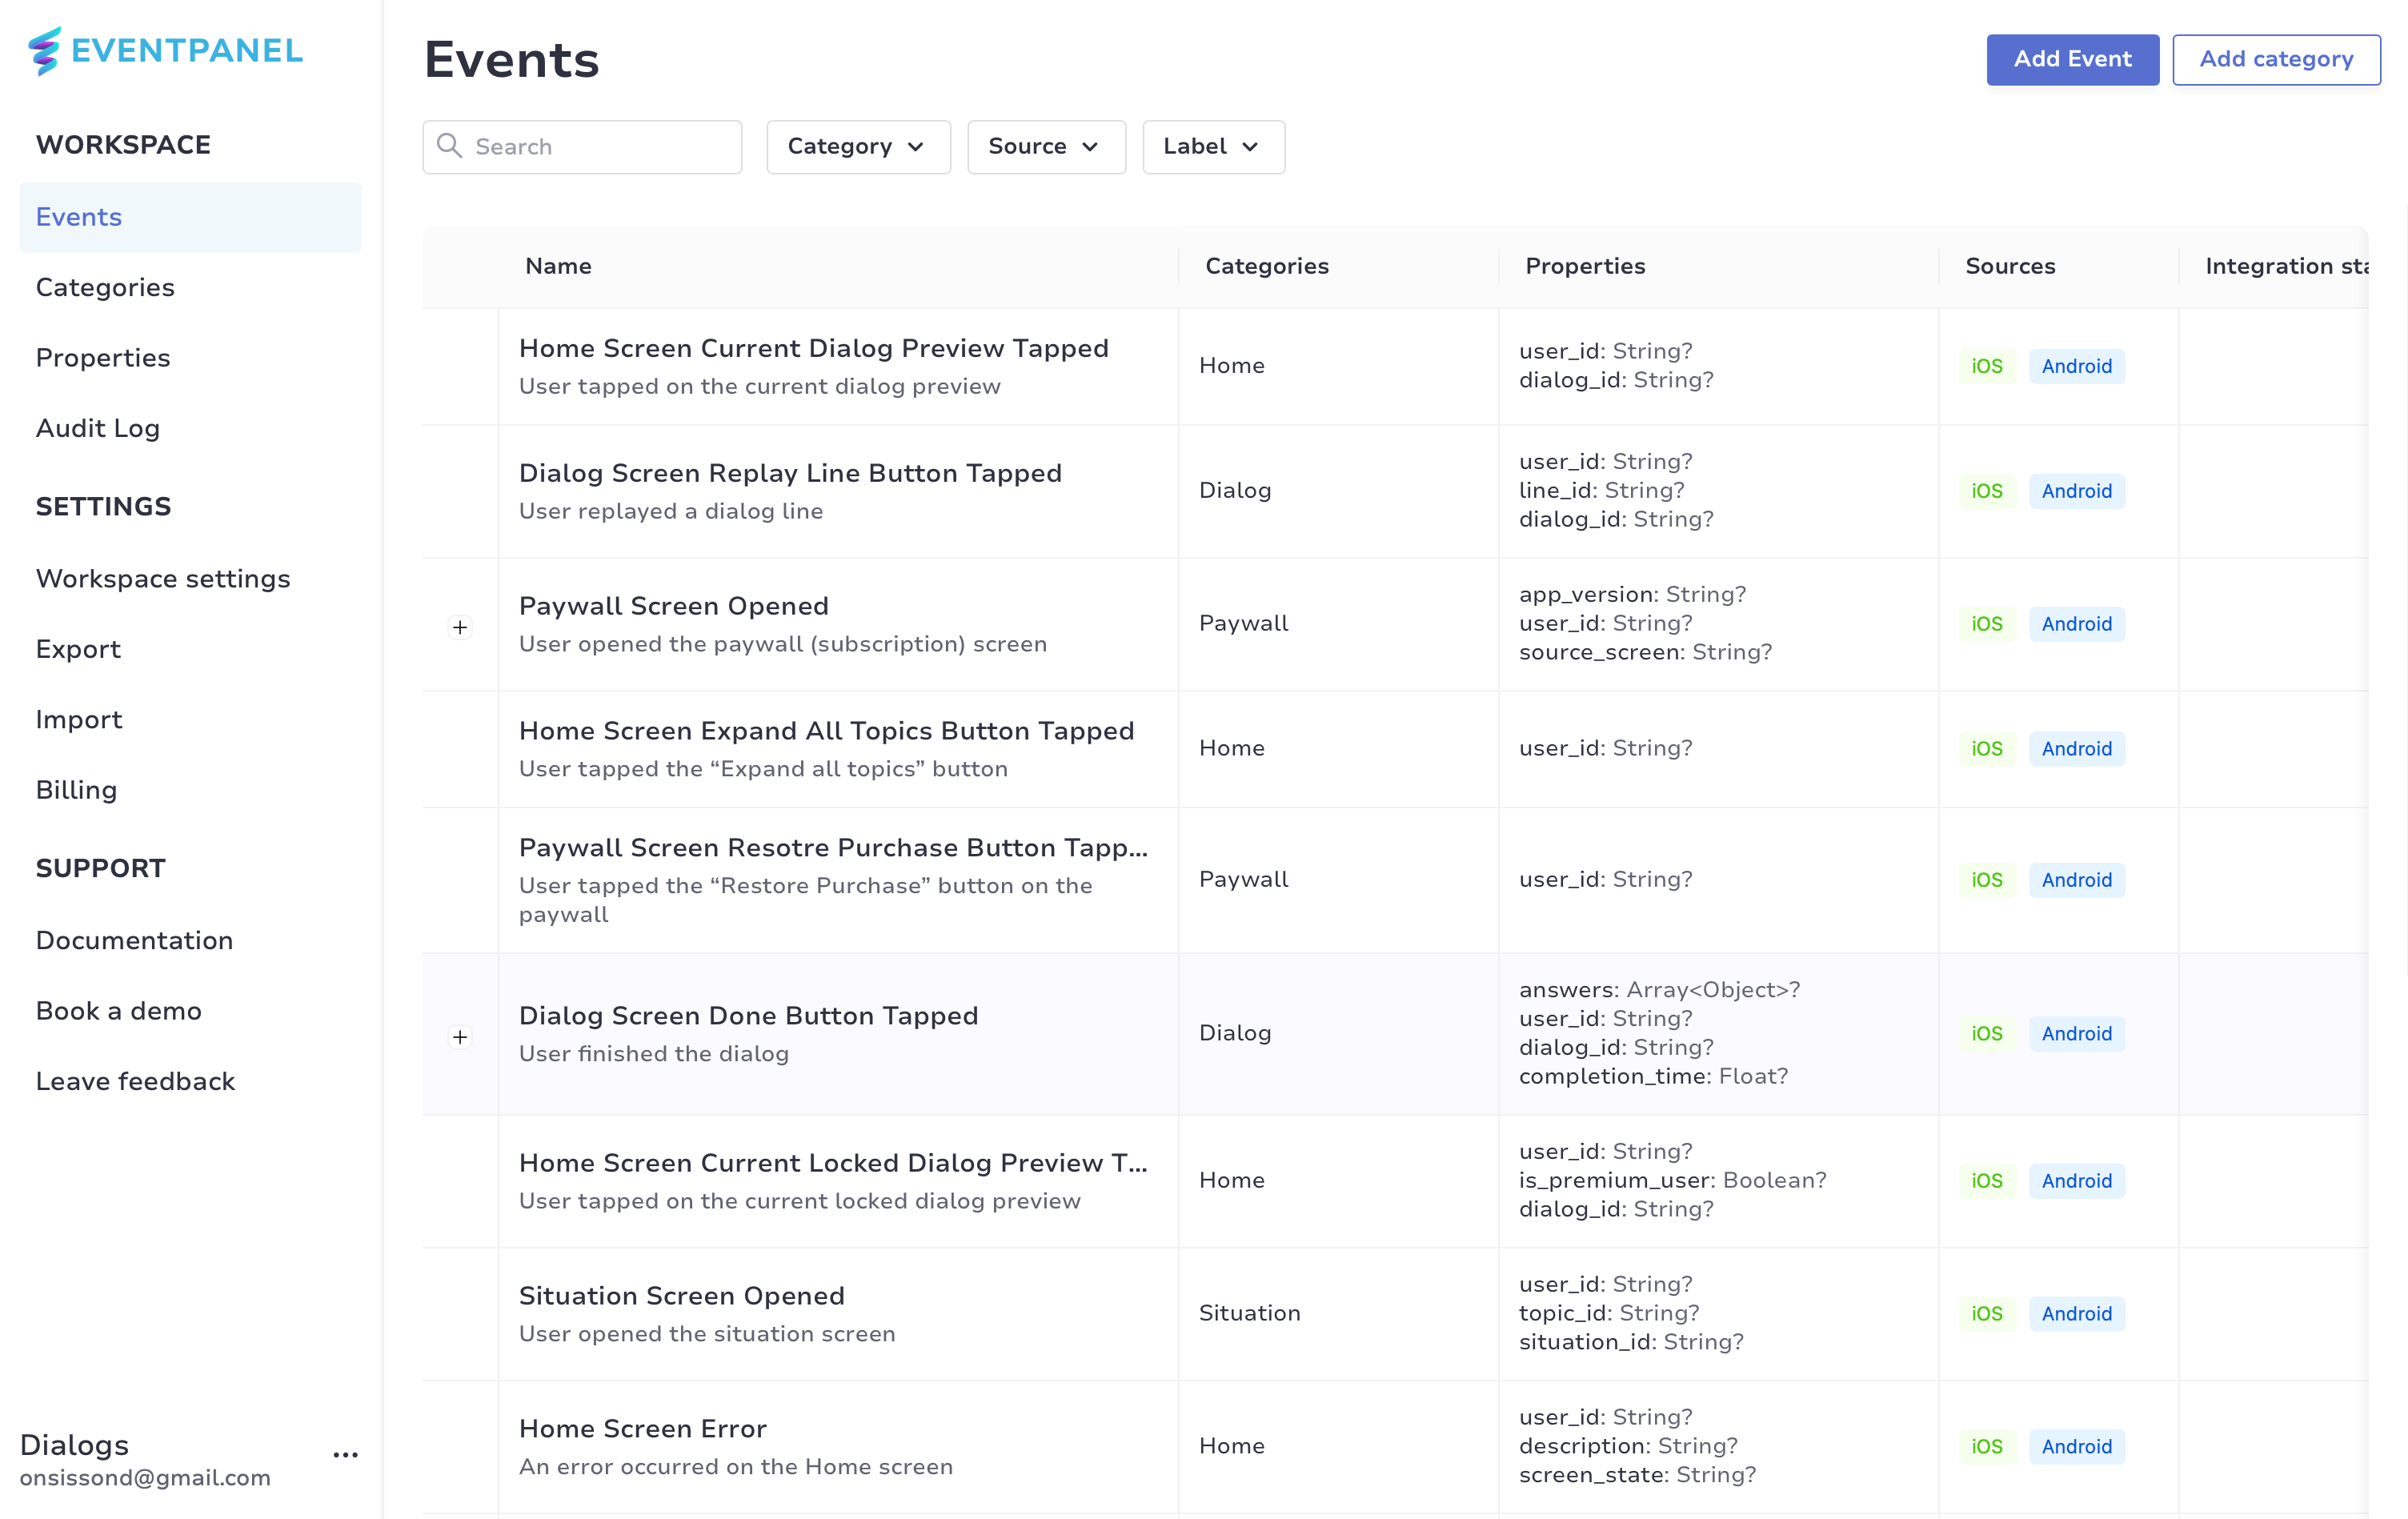 EVENTPANEL
WORKSPACE
Events
Categories
Properties
Audit Log
SETTINGS
Workspace settings
Export
Import
Billing
SUPPORT
Documentation
Book a demo
Leave feedback
Dialogs
onsissond@gmail.com
Events
Add Event
Add category
Search
Category
Source
Label
Name
Categories
Properties
Sources
Integration sta
Home Screen Current Dialog Preview Tapped
User tapped on the current dialog preview
Home
user_id: String?
dialog_id: String?
iOS Android
Dialog Screen Replay Line Button Tapped
User replayed a dialog line
Dialog
user_id: String?
line_id: String?
dialog_id: String?
iOS Android
Paywall Screen Opened
User opened the paywall (subscription) screen
Paywall
app_version: String?
user_id: String?
source_screen: String?
iOS Android
Home Screen Expand All Topics Button Tapped
User tapped the “Expand all topics” button
Home
user_id: String?
iOS Android
Paywall Screen Resotre Purchase Button Tapp...
User tapped the “Restore Purchase” button on the
paywall
Paywall
user_id: String?
iOS Android
Dialog Screen Done Button Tapped
User finished the dialog
Dialog
answers: Array<Object>?
user_id: String?
dialog_id: String?
completion_time: Float?
iOS Android
Home Screen Current Locked Dialog Preview T...
User tapped on the current locked dialog preview
Home
user_id: String?
is_premium_user: Boolean?
dialog_id: String?
iOS Android
Situation Screen Opened
User opened the situation screen
Situation
user_id: String?
topic_id: String?
situation_id: String?
iOS Android
Home Screen Error
An error occurred on the Home screen
Home
user_id: String?
description: String?
screen_state: String?
iOS Android